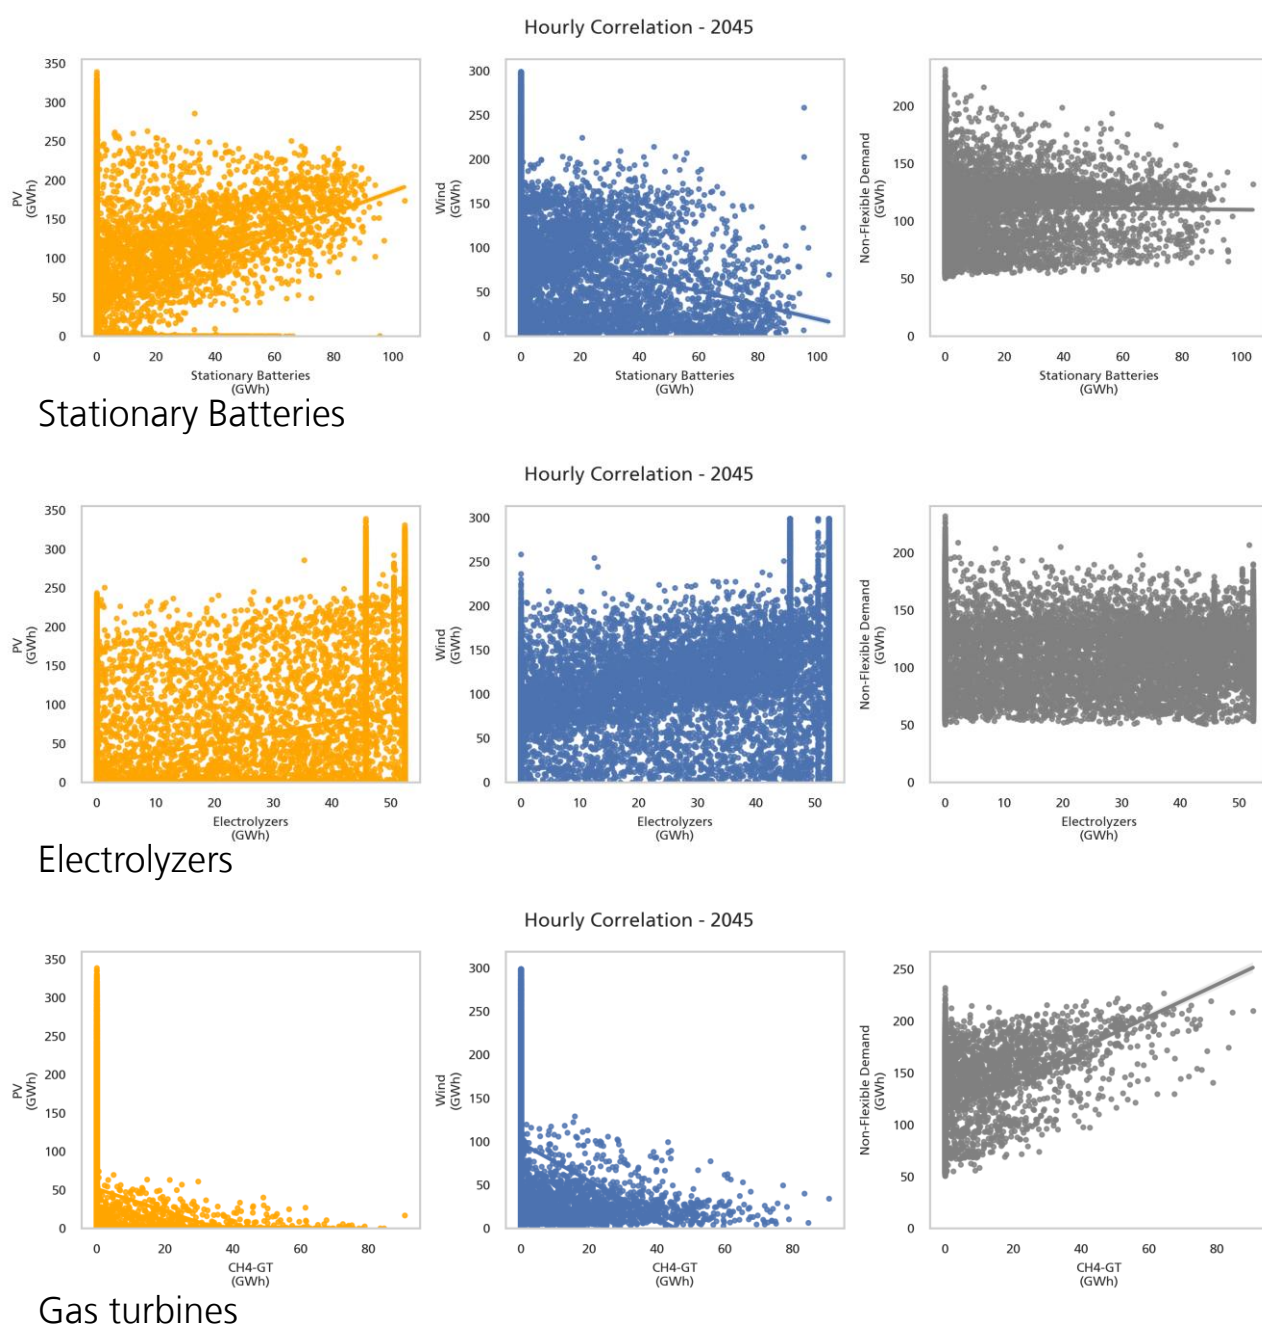 Hourly Correlation - 2045
350
300
250
200
150
100
50
0
PV
(GWh)
0 20 40 60 80 100
Stationary Batteries
(GWh)
300
250
200
150
100
50
0
Wind
(GWh)
0 20 40 60 80 100
Stationary Batteries
(GWh)
200
150
100
50
0
Non-Flexible Demand
(GWh)
0 20 40 60 80 100
Stationary Batteries
(GWh)
Stationary Batteries
Hourly Correlation - 2045
350
300
250
200
150
100
50
0
PV
(GWh)
0 10 20 30 40 50
Electrolyzers
(GWh)
300
250
200
150
100
50
0
Wind
(GWh)
0 10 20 30 40 50
Electrolyzers
(GWh)
200
150
100
50
0
Non-Flexible Demand
(GWh)
0 10 20 30 40 50
Electrolyzers
(GWh)
Electrolyzers
Hourly Correlation - 2045
350
300
250
200
150
100
50
0
PV
(GWh)
0 20 40 60 80
CH4-GT
(GWh)
300
250
200
150
100
50
0
Wind
(GWh)
0 20 40 60 80
CH4-GT
(GWh)
250
200
150
100
50
0
Non-Flexible Demand
(GWh)
0 20 40 60 80
CH4-GT
(GWh)
Gas turbines